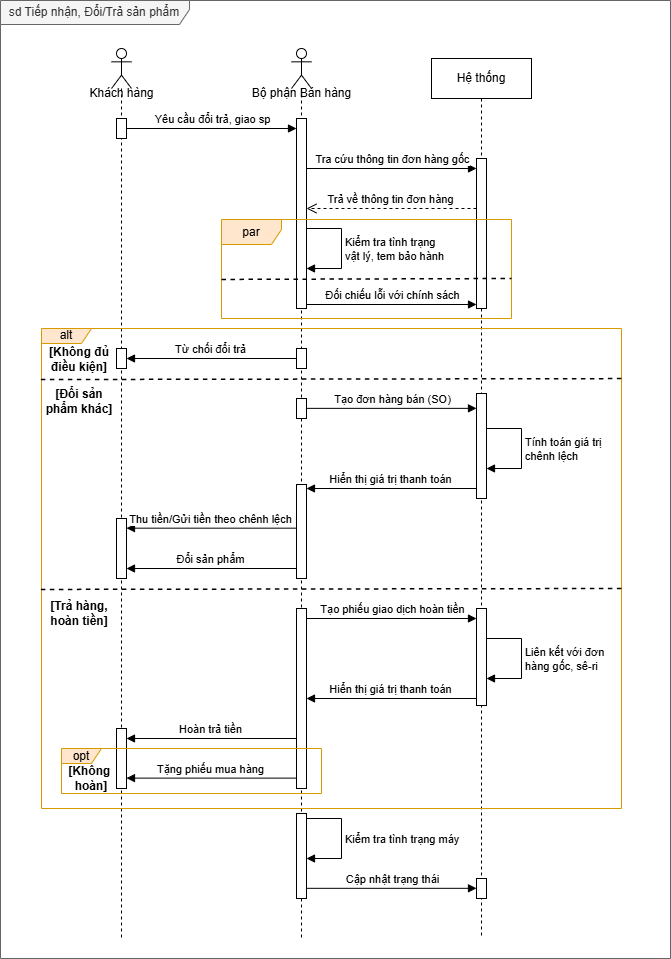 sd Tiếp nhận, Đổi/Trả sản phẩm
Khách hàng
Bộ phận Bán hàng
Hệ thống
Yêu cầu đổi trả, giao sp
Tra cứu thông tin đơn hàng gốc
Trả về thông tin đơn hàng
par
Kiểm tra tình trạng
vật lý, tem bảo hành
Đối chiếu lỗi với chính sách
alt
[Không đủ
điều kiện]
Từ chối đổi trả
[Đổi sản
phẩm khác]
Tạo đơn hàng bán (SO)
Tính toán giá trị
chênh lệch
Hiển thị giá trị thanh toán
Thu tiền/Gửi tiền theo chênh lệch
Đổi sản phẩm
[Trả hàng,
hoàn tiền]
Tạo phiếu giao dịch hoàn tiền
Liên kết với đơn
hàng gốc, sê-ri
Hiển thị giá trị thanh toán
Hoàn trả tiền
opt
[Không
hoàn]
Tặng phiếu mua hàng
Kiểm tra tình trạng máy
Cập nhật trạng thái